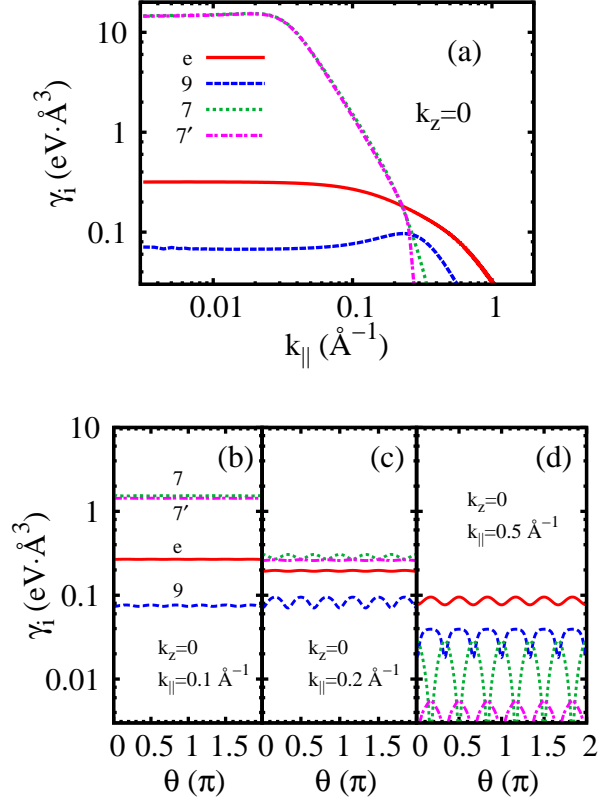 10
1
0.1
γi (eV·Å³)
e
9
7
7′
(a)
kz=0
0.01 0.1 1
k|| (Å⁻¹)
10
1
0.1
0.01
γi (eV·Å³)
(b)
7
7′
e
9
kz=0
k||=0.1 Å⁻¹
0 0.5 1 1.5
θ (π)
(c)
kz=0
k||=0.2 Å⁻¹
0 0.5 1 1.5
θ (π)
(d)
kz=0
k||=0.5 Å⁻¹
0 0.5 1 1.5 2
θ (π)